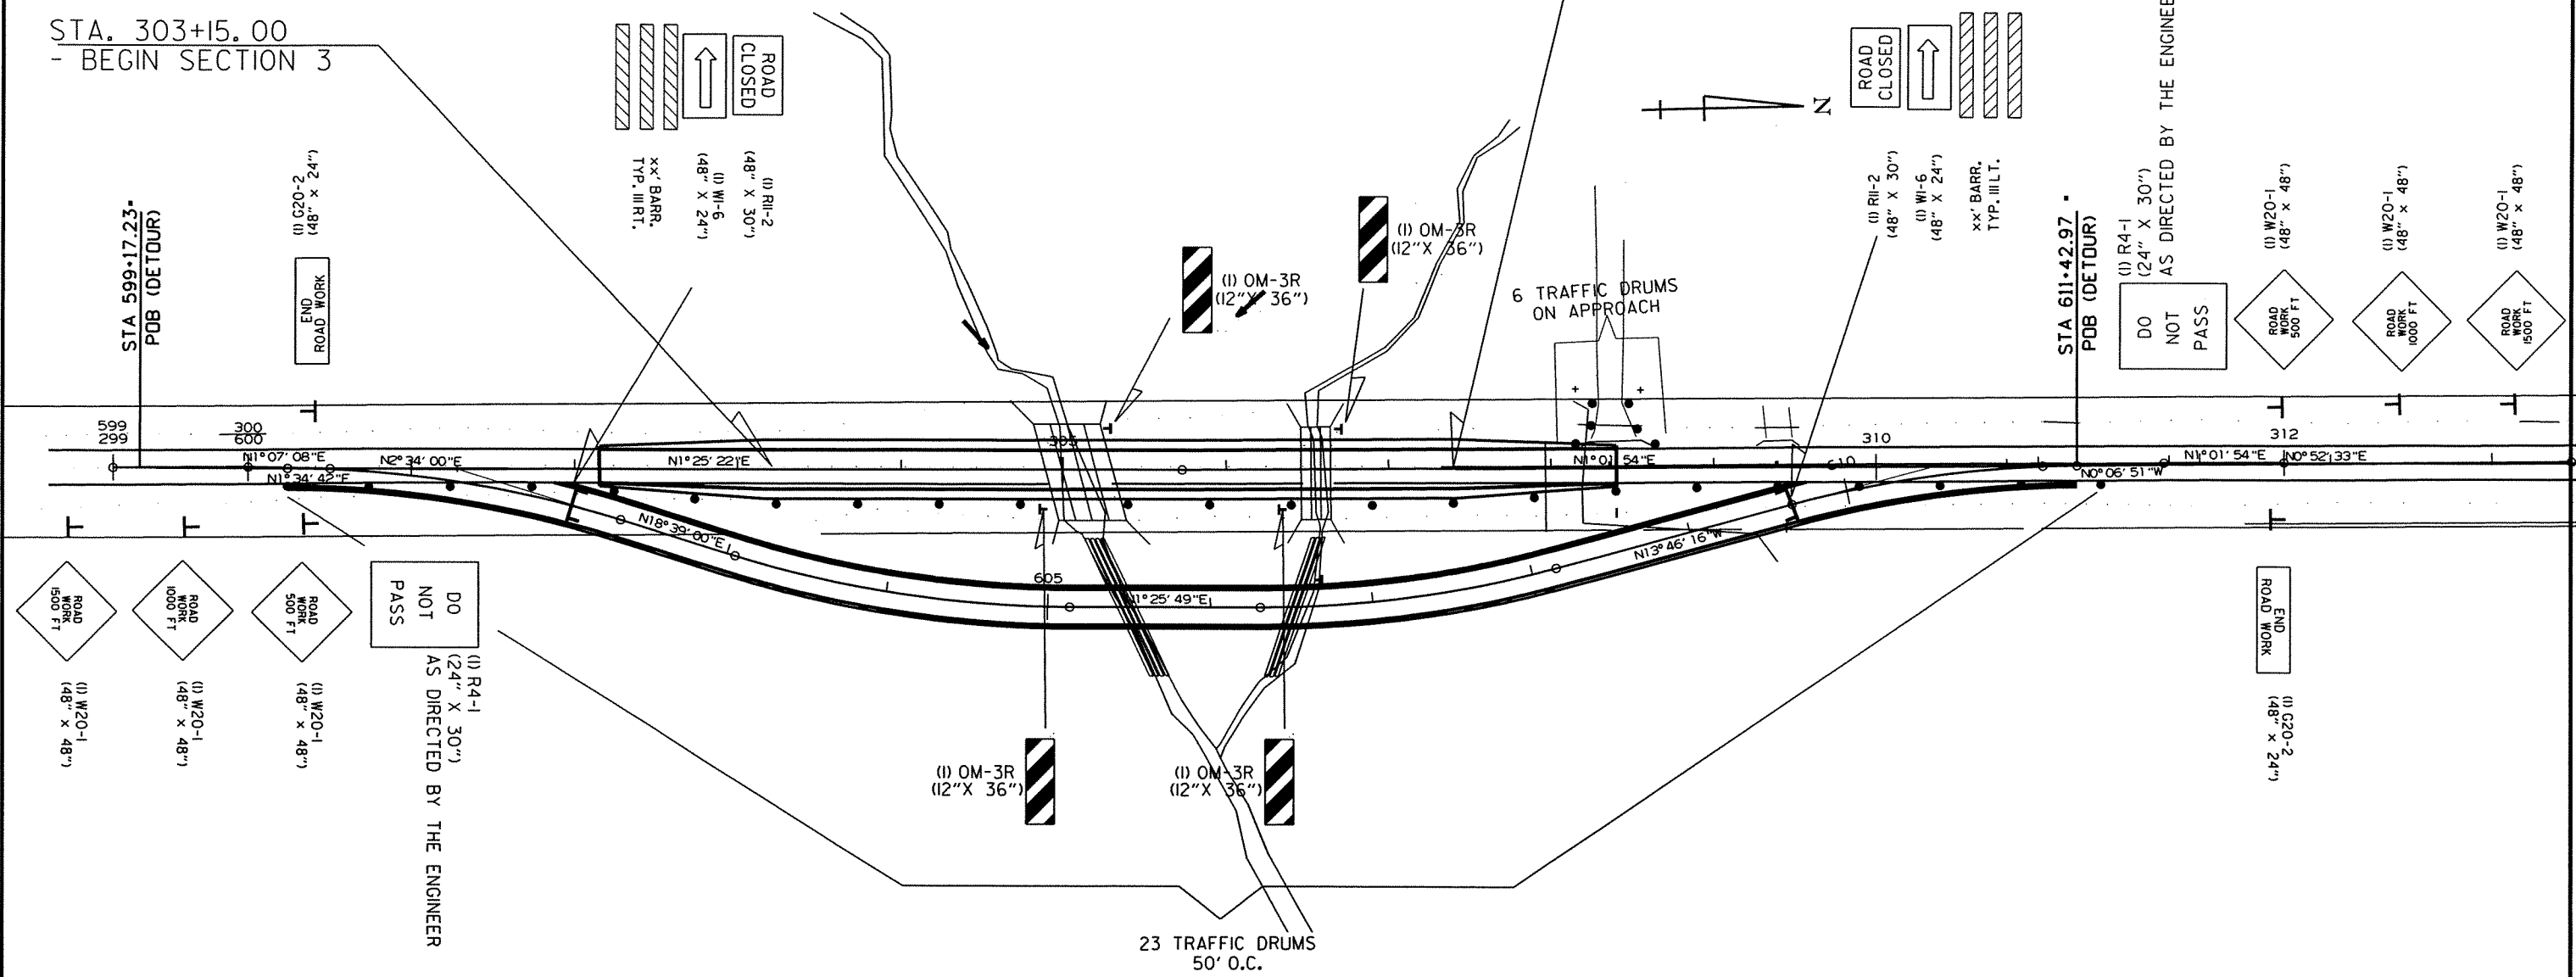 STA. 303+15.00
- BEGIN SECTION 3
STA 599+17.23=
POB (DETOUR)
(1) G20-2
(48" x 24")
END
ROAD WORK
ROAD
CLOSED
(1) R11-2
(48" X 30")
(1) W1-6
(48" X 24")
xx' BARR.
TYP. III RT.
(1) OM-3R
(12"X 36")
(1) OM-3R
(12"X 36")
6 TRAFFIC DRUMS
ON APPROACH
N
ROAD
CLOSED
(1) R11-2
(48" X 30")
(1) W1-6
(48" X 24")
xx' BARR.
TYP. III LT.
STA 611+42.97 =
POB (DETOUR)
(1) R4-1
(24" X 30")
AS DIRECTED BY THE ENGINEER
DO
NOT
PASS
(1) W20-1
(48" x 48")
ROAD
WORK
500 FT
(1) W20-1
(48" x 48")
ROAD
WORK
1000 FT
(1) W20-1
(48" x 48")
ROAD
WORK
1500 FT
599
299
300
600
305
310
610
312
N1°07'08"E
N2°34'00"E
N1°34'42"E
N1°25'22"E
N1°01'54"E
N1°01'54"E
N0°52'33"E
N0°06'51"W
N18°39'00"E
N13°46'16"W
605
N1°25'49"E
ROAD
WORK
1500 FT
(1) W20-1
(48" x 48")
ROAD
WORK
1000 FT
(1) W20-1
(48" x 48")
ROAD
WORK
500 FT
(1) W20-1
(48" x 48")
DO
NOT
PASS
(1) R4-1
(24" X 30")
AS DIRECTED BY THE ENGINEER
(1) OM-3R
(12"X 36")
(1) OM-3R
(12"X 36")
END
ROAD WORK
(1) G20-2
(48" x 24")
23 TRAFFIC DRUMS
50' O.C.